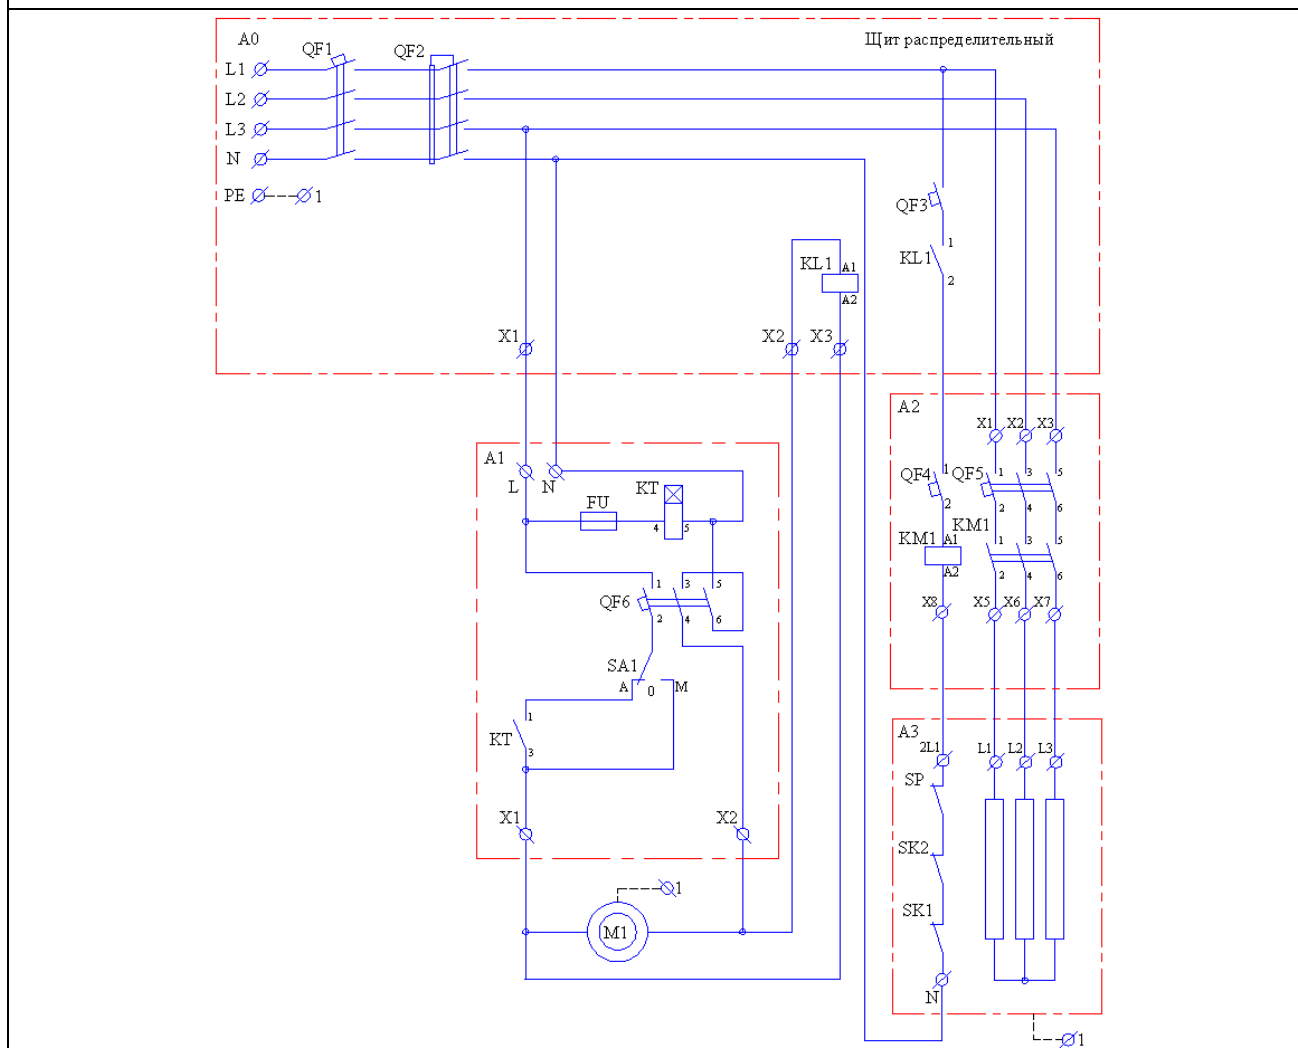 A0
QF1
QF2
Щит распределительный
L1
L2
L3
N
PE
1
QF3
KL1
1
2
KL1
A1
A2
X1
X2
X3
A2
X1
X2
X3
A1
L
N
KT
FU
4
5
QF4
1
2
QF5
1
3
5
2
4
6
KM1
KM1
A1
A2
1
3
5
2
4
6
QF6
1
3
5
2
4
6
X8
X5
X6
X7
SA1
A
0
M
KT
1
3
A3
2L1
L1
L2
L3
SP
X1
X2
SK2
1
SK1
M1
N
1